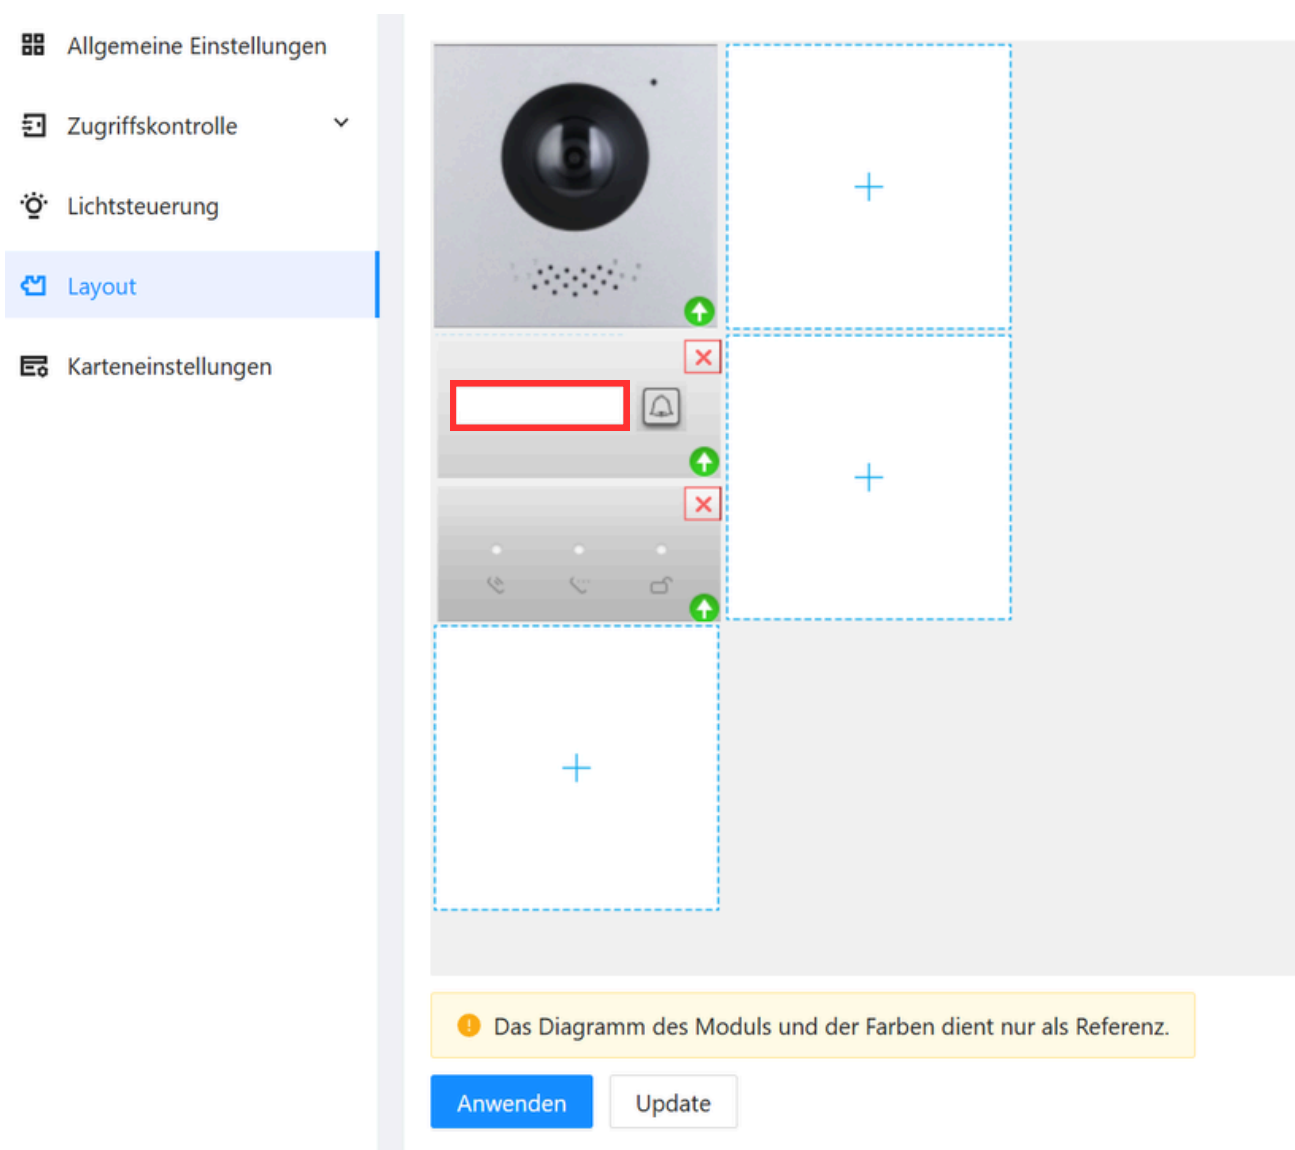 Allgemeine Einstellungen
Zugriffskontrolle
Lichtsteuerung
Layout
Karteneinstellungen
Das Diagramm des Moduls und der Farben dient nur als Referenz.
Anwenden
Update